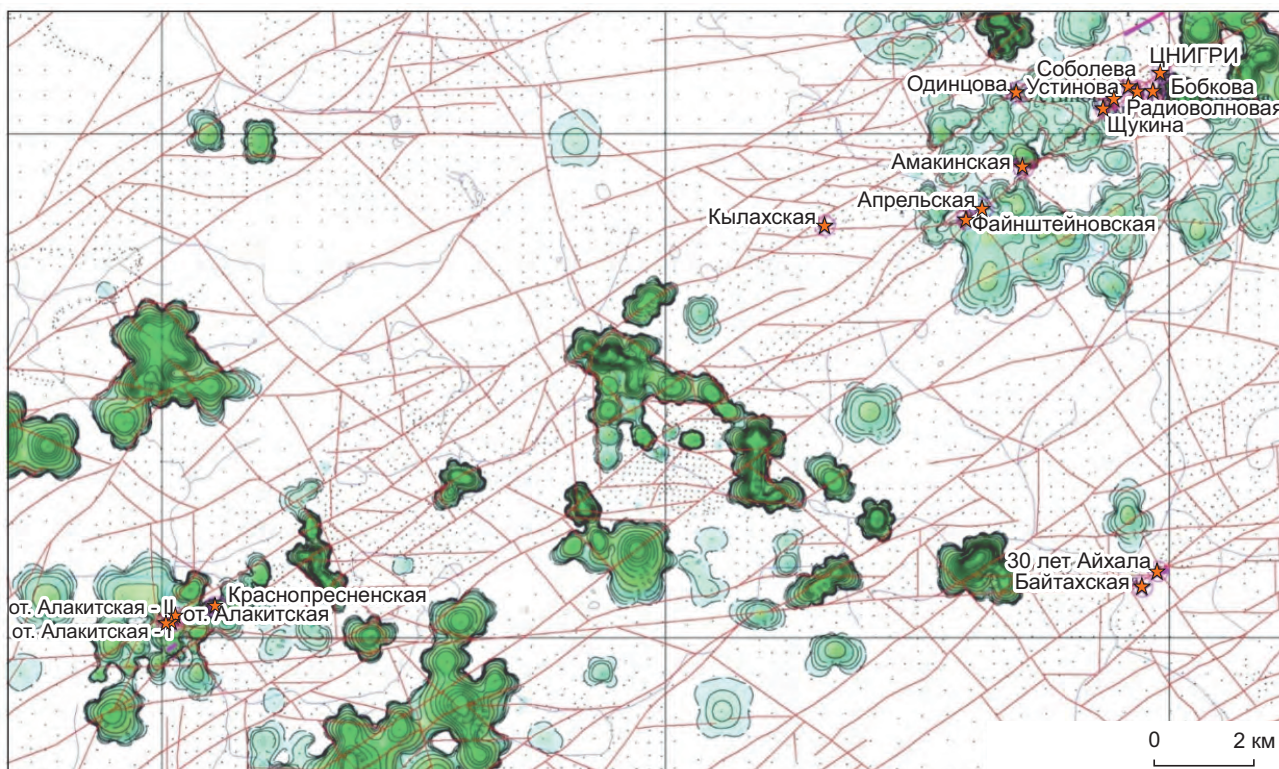 ЦНИГРИ
Соболева
Одинцова
Устинова
Бобкова
Радиоволновая
Щукина
Амакинская
Апрельская
Кылахская
Файнштейновская
30 лет Айхала
Байтахская
Краснопресненская
от. Алакитская - II
от. Алакитская
от. Алакитская - I
0 2 км